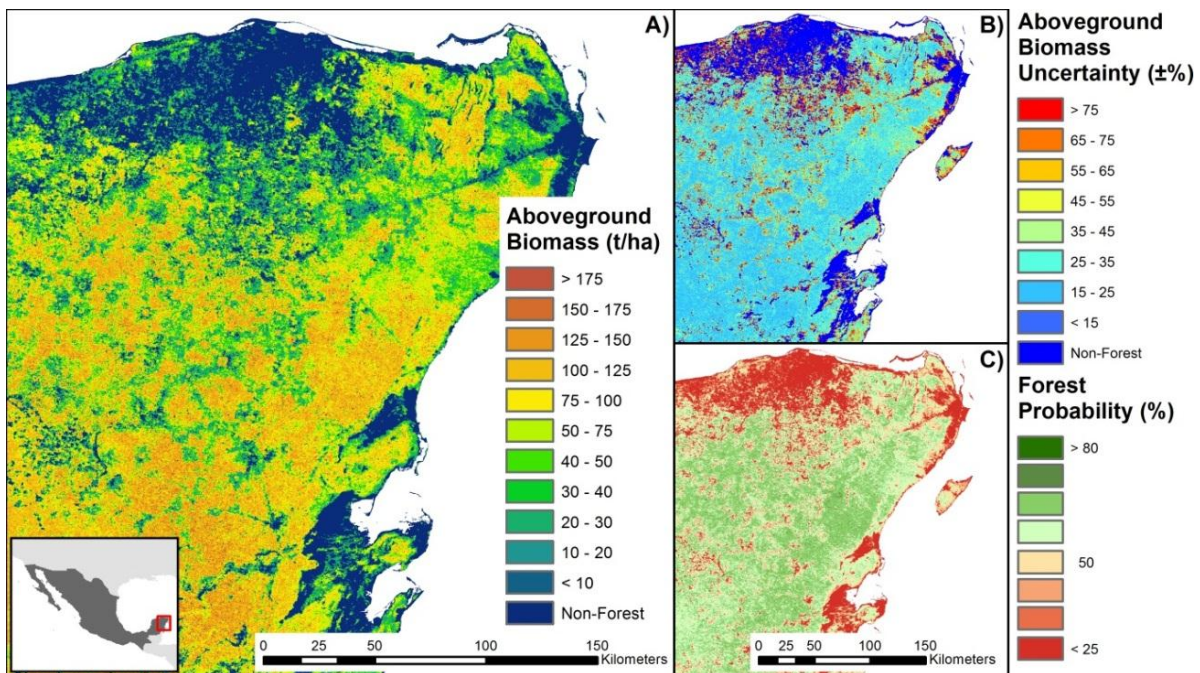 A)
Aboveground
Biomass (t/ha)
> 175
150 - 175
125 - 150
100 - 125
75 - 100
50 - 75
40 - 50
30 - 40
20 - 30
10 - 20
< 10
Non-Forest
0 50 100 150
Kilometers
B)
Aboveground
Biomass
Uncertainty (±%)
> 75
65 - 75
55 - 65
45 - 55
35 - 45
25 - 35
15 - 25
< 15
Non-Forest
C)
Forest
Probability (%)
> 80
50
< 25
0 50 100 150
Kilometers